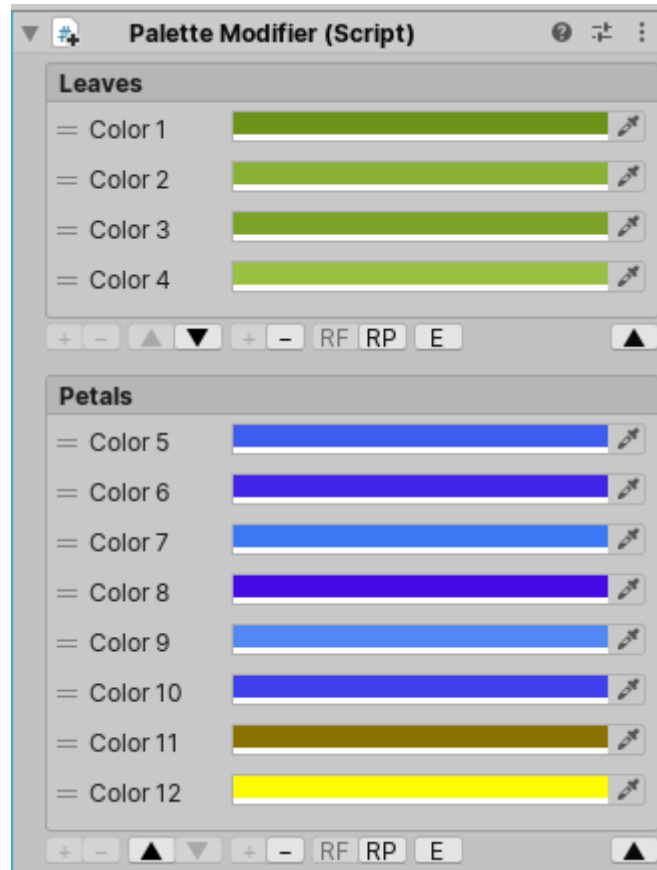 Palette Modifier (Script)
Leaves
Color 1
Color 2
Color 3
Color 4
+ - ▲ ▼ + - RF RP E ▲
Petals
Color 5
Color 6
Color 7
Color 8
Color 9
Color 10
Color 11
Color 12
+ - ▲ ▼ + - RF RP E ▲